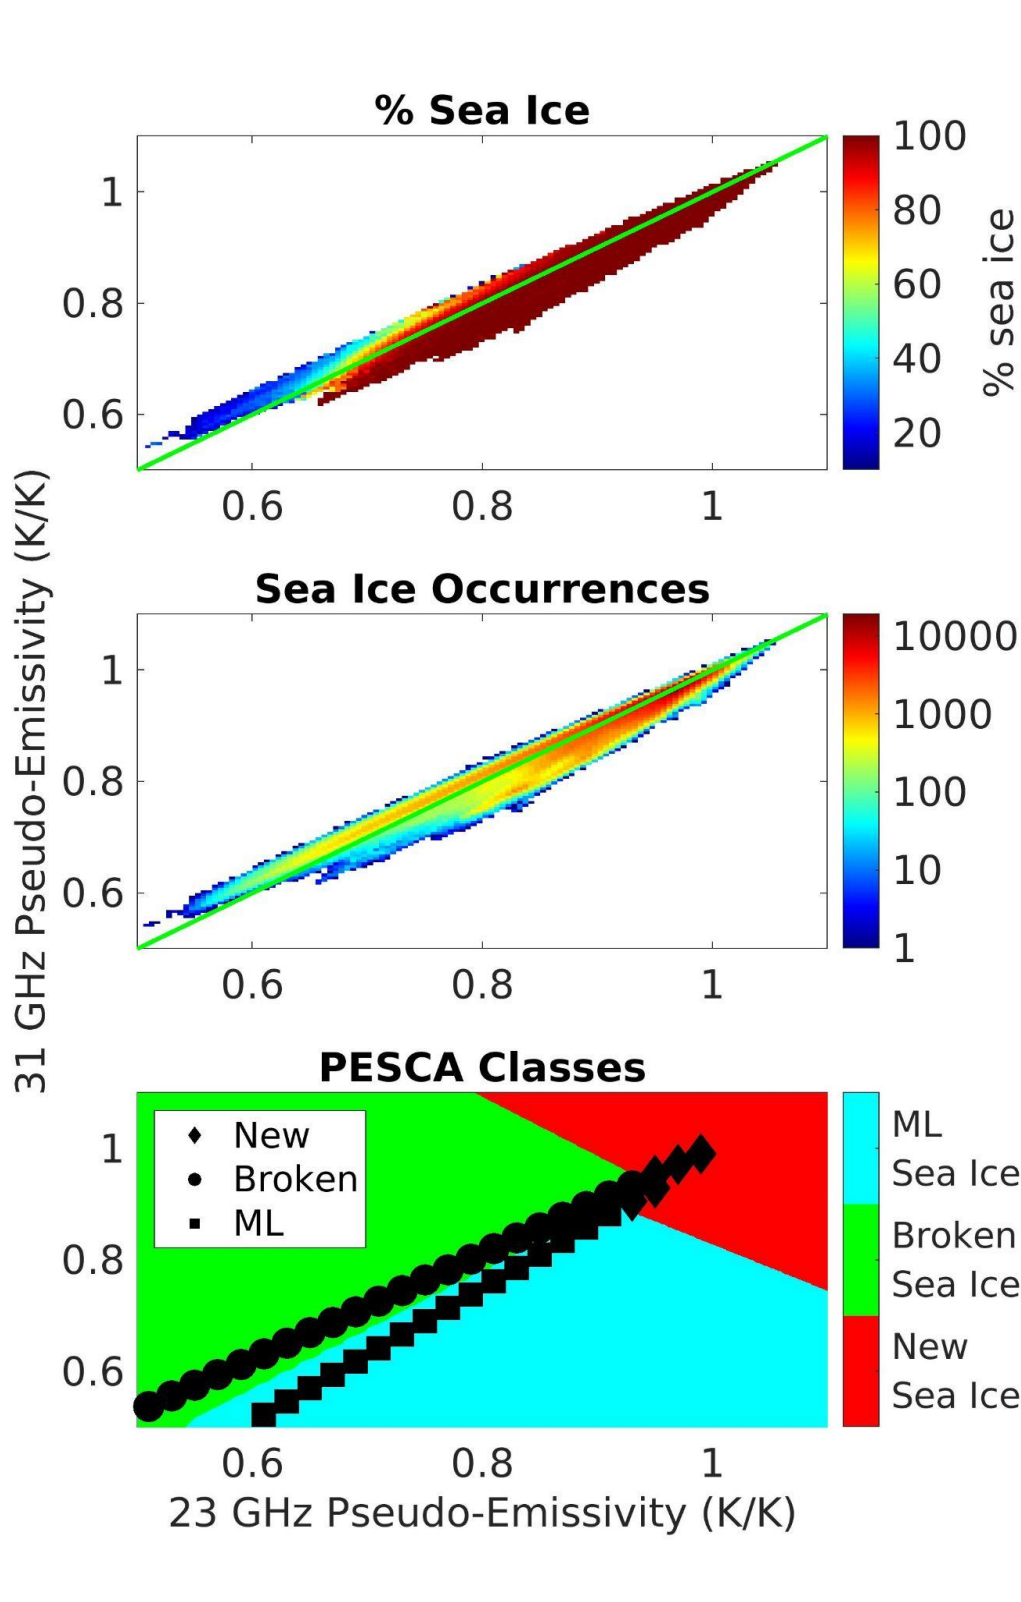 % Sea Ice
1
0.8
0.6
0.6 0.8 1
100
80
60
40
20
% sea ice
Sea Ice Occurrences
1
0.8
0.6
0.6 0.8 1
10000
1000
100
10
1
31 GHz Pseudo-Emissivity (K/K)
PESCA Classes
New
Broken
ML
1
0.8
0.6
0.6 0.8 1
ML
Sea Ice
Broken
Sea Ice
New
Sea Ice
23 GHz Pseudo-Emissivity (K/K)